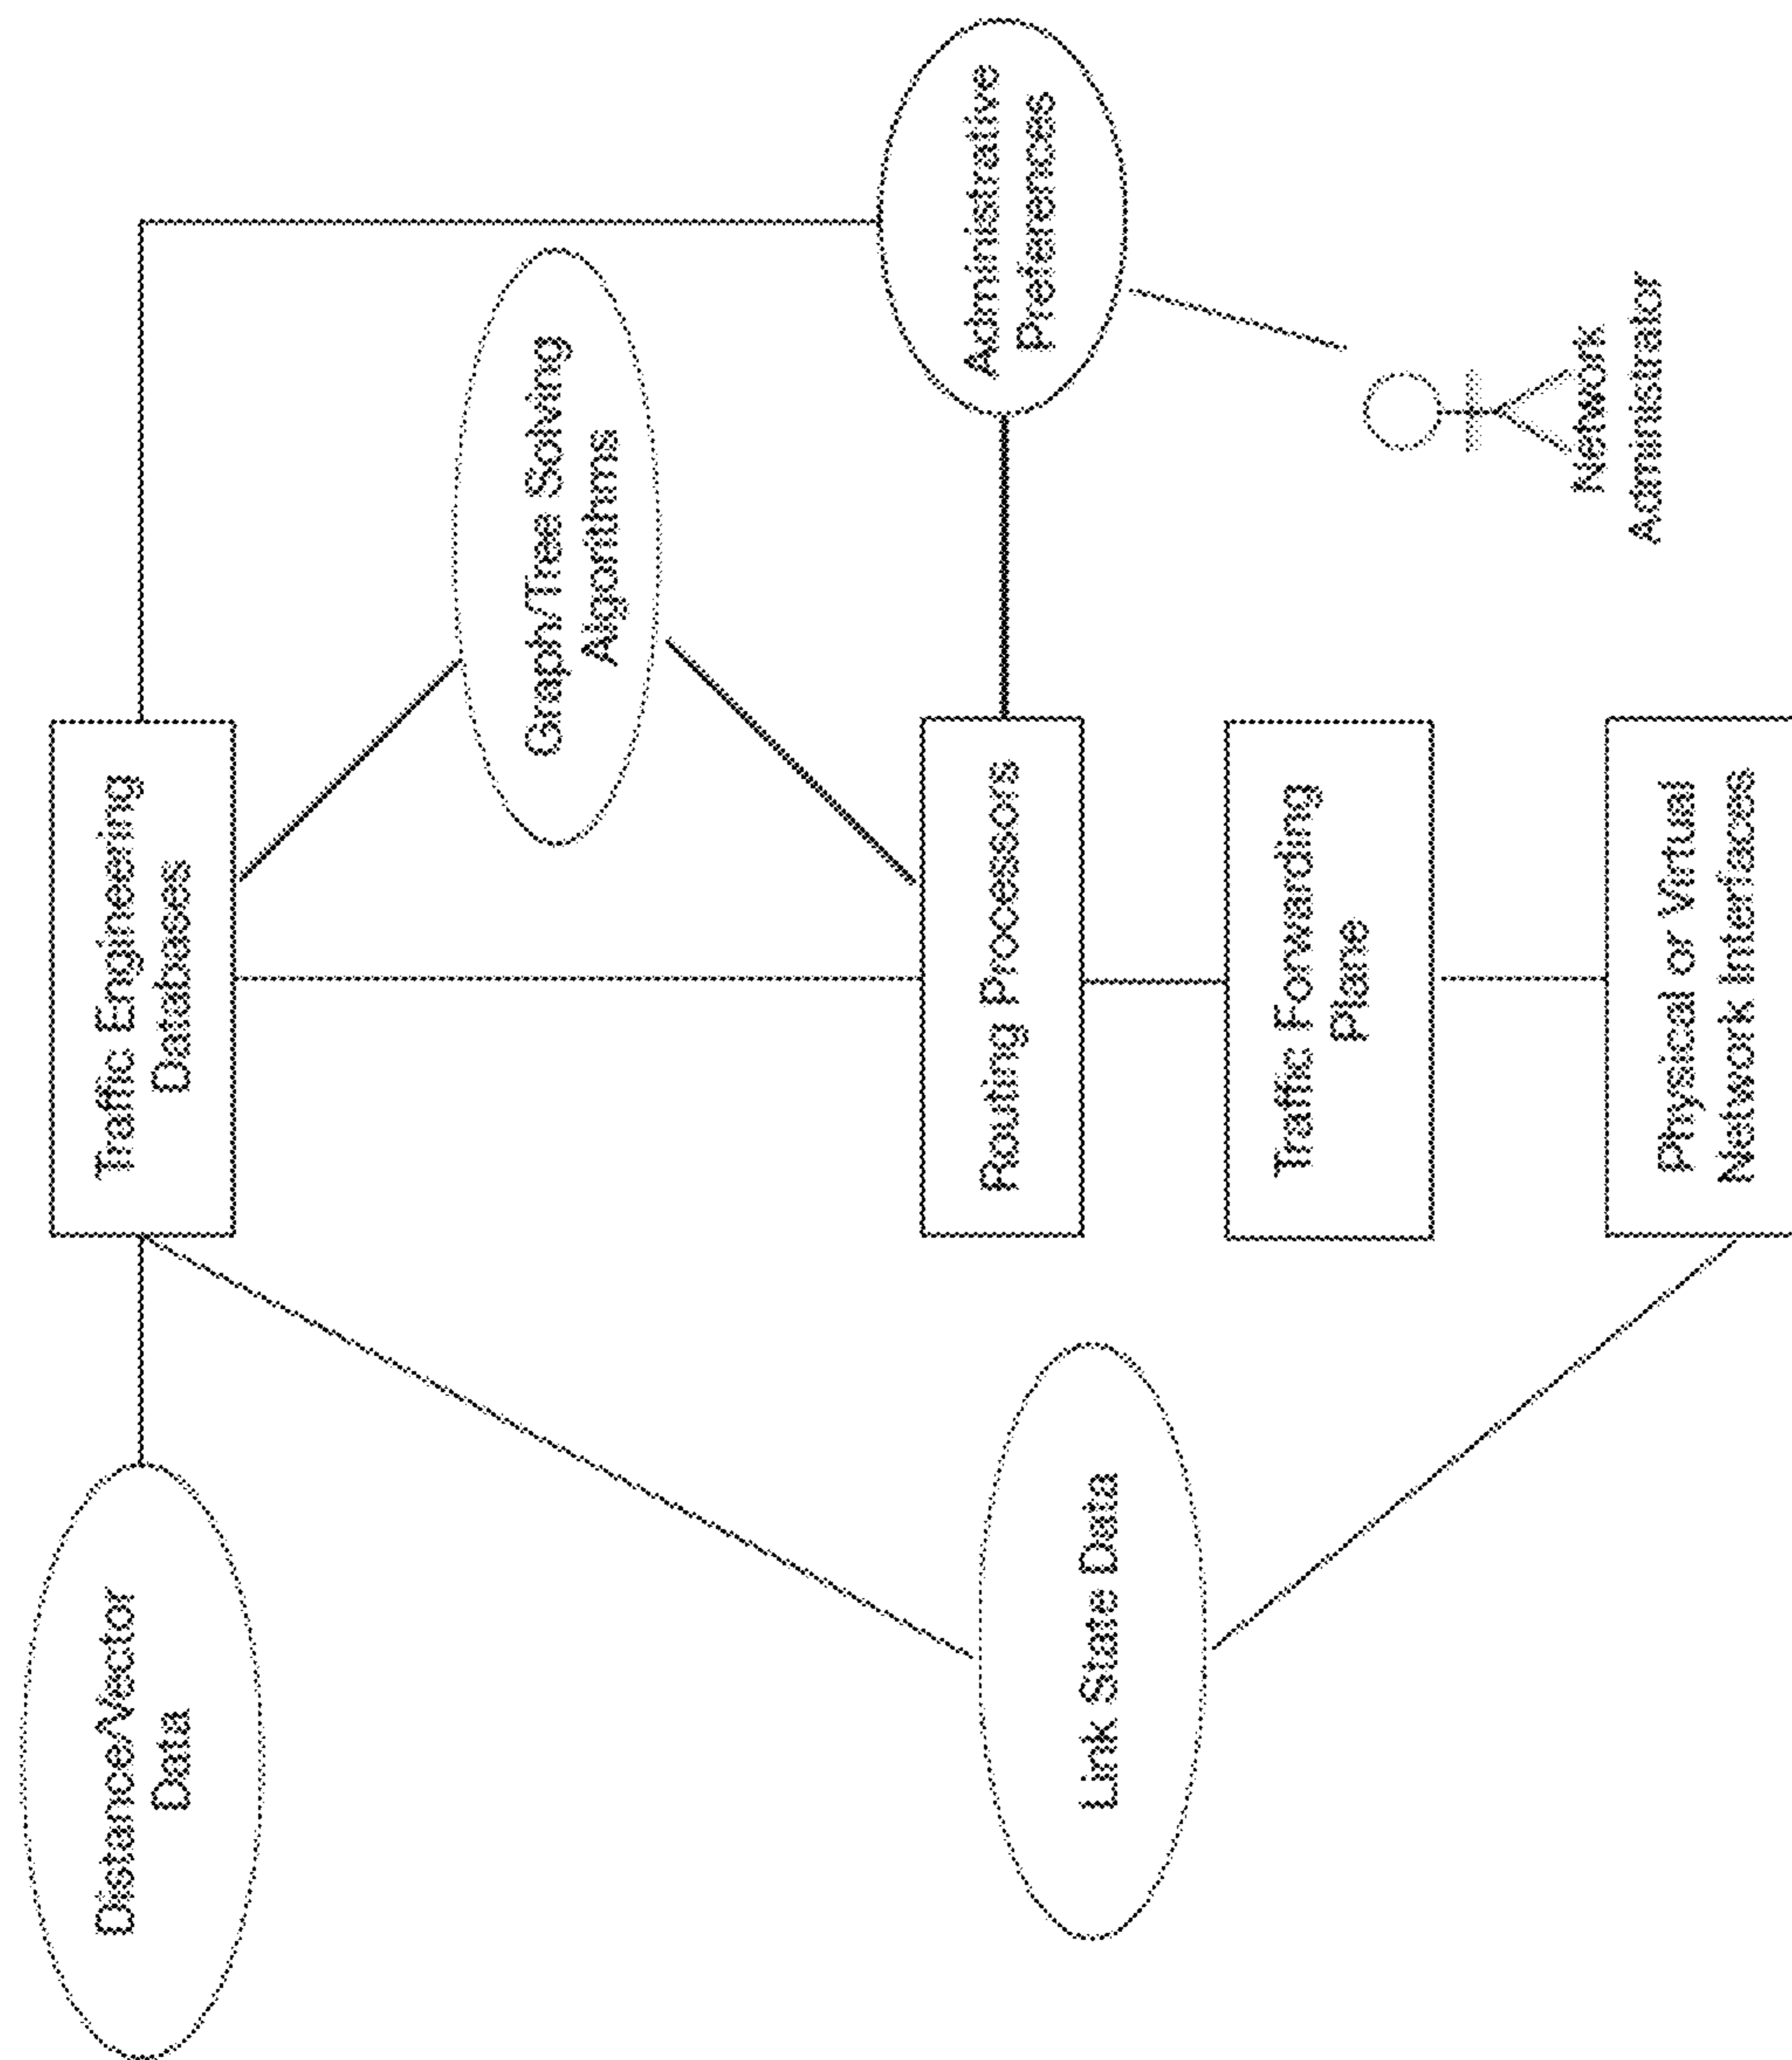 Distance/Vector
Data
Traffic Engineering
Databases
Graph/Tree Solving
Algorithms
Administrative
Preferences
Routing Processors
Link State Data
Traffic Forwarding
Plane
Network
Administrator
Physical or Virtual
Network Interfaces